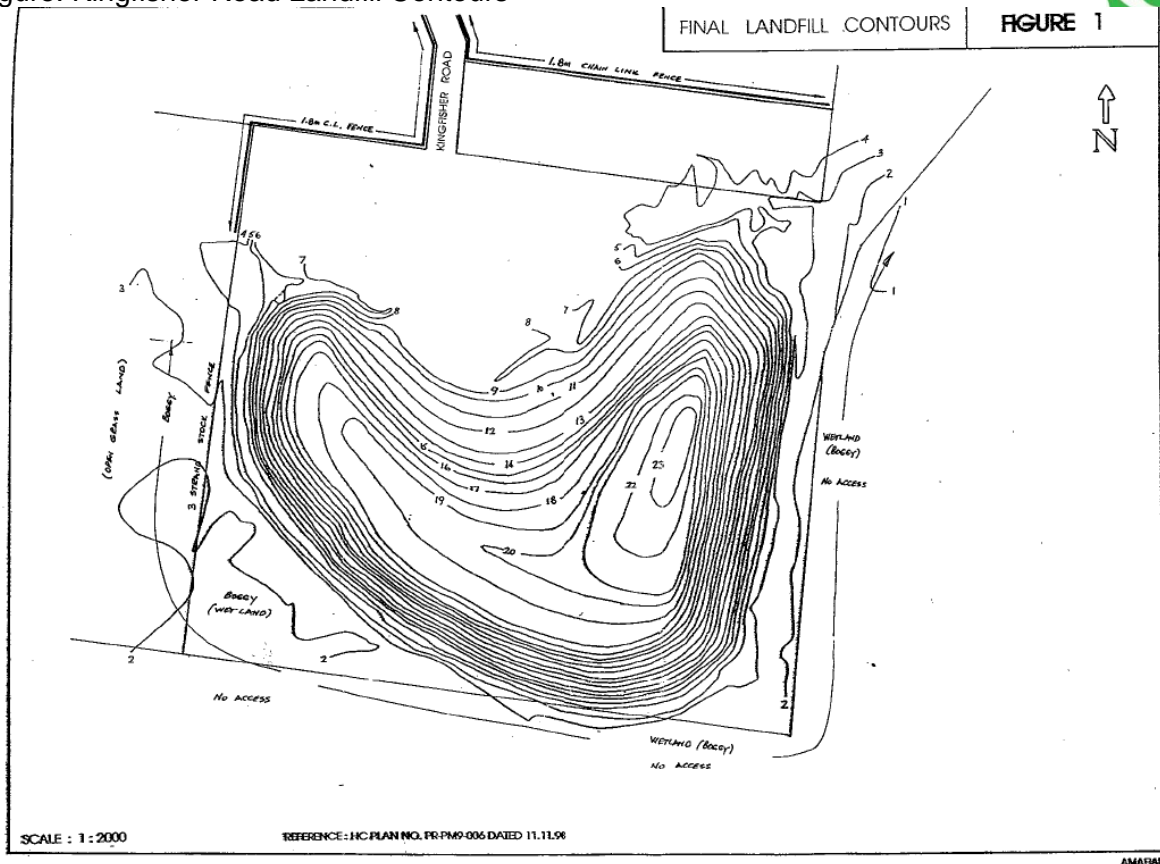 Figure: Kingfisher Road Landfill Contours
FINAL LANDFILL CONTOURS
FIGURE 1
1.8m CHAIN LINK FENCE
KINGFISHER ROAD
1.8m C.L. FENCE
N
4
3
2
1
1
4 5 6
5
6
7
7
8
8
3
9
10
11
12
13
14
15
16
17
18
19
20
22
23
(OPEN GRASS LAND)
BOGGY
3 STRAND STOCK FENCE
WETLAND
(BOGGY)
NO ACCESS
BOGGY
(WETLAND)
2
2
2
NO ACCESS
WETLAND (BOGGY)
NO ACCESS
SCALE : 1:2000
REFERENCE : HC PLAN NO. PR-PM9-006 DATED 11.11.98